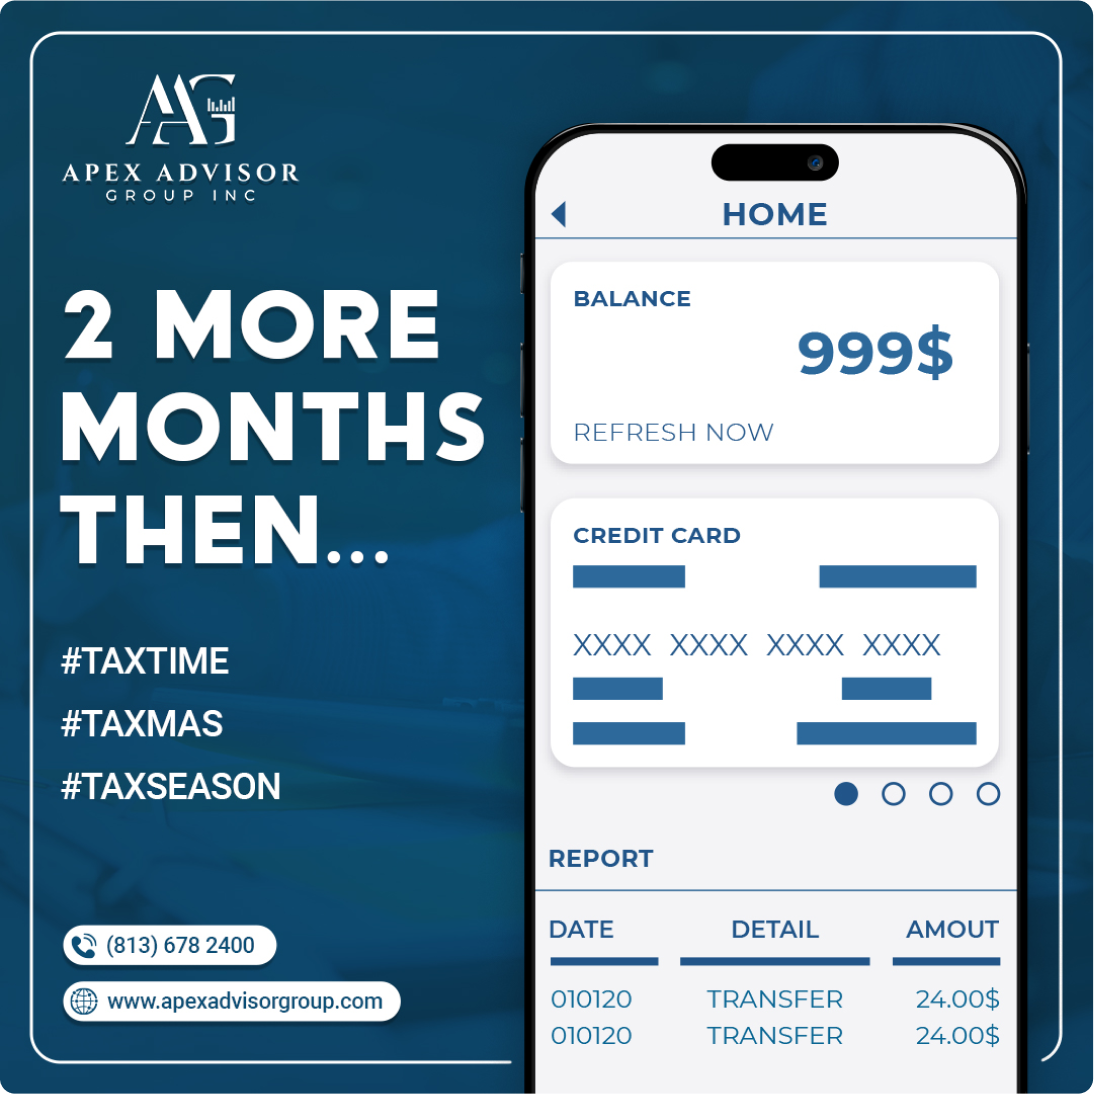 AAG
APEX ADVISOR
GROUP INC
2 MORE
MONTHS
THEN...
#TAXTIME
#TAXMAS
#TAXSEASON
(813) 678 2400
www.apexadvisorgroup.com
HOME
BALANCE
999$
REFRESH NOW
CREDIT CARD
XXXX XXXX XXXX XXXX
REPORT
DATE DETAIL AMOUT
010120 TRANSFER 24.00$
010120 TRANSFER 24.00$